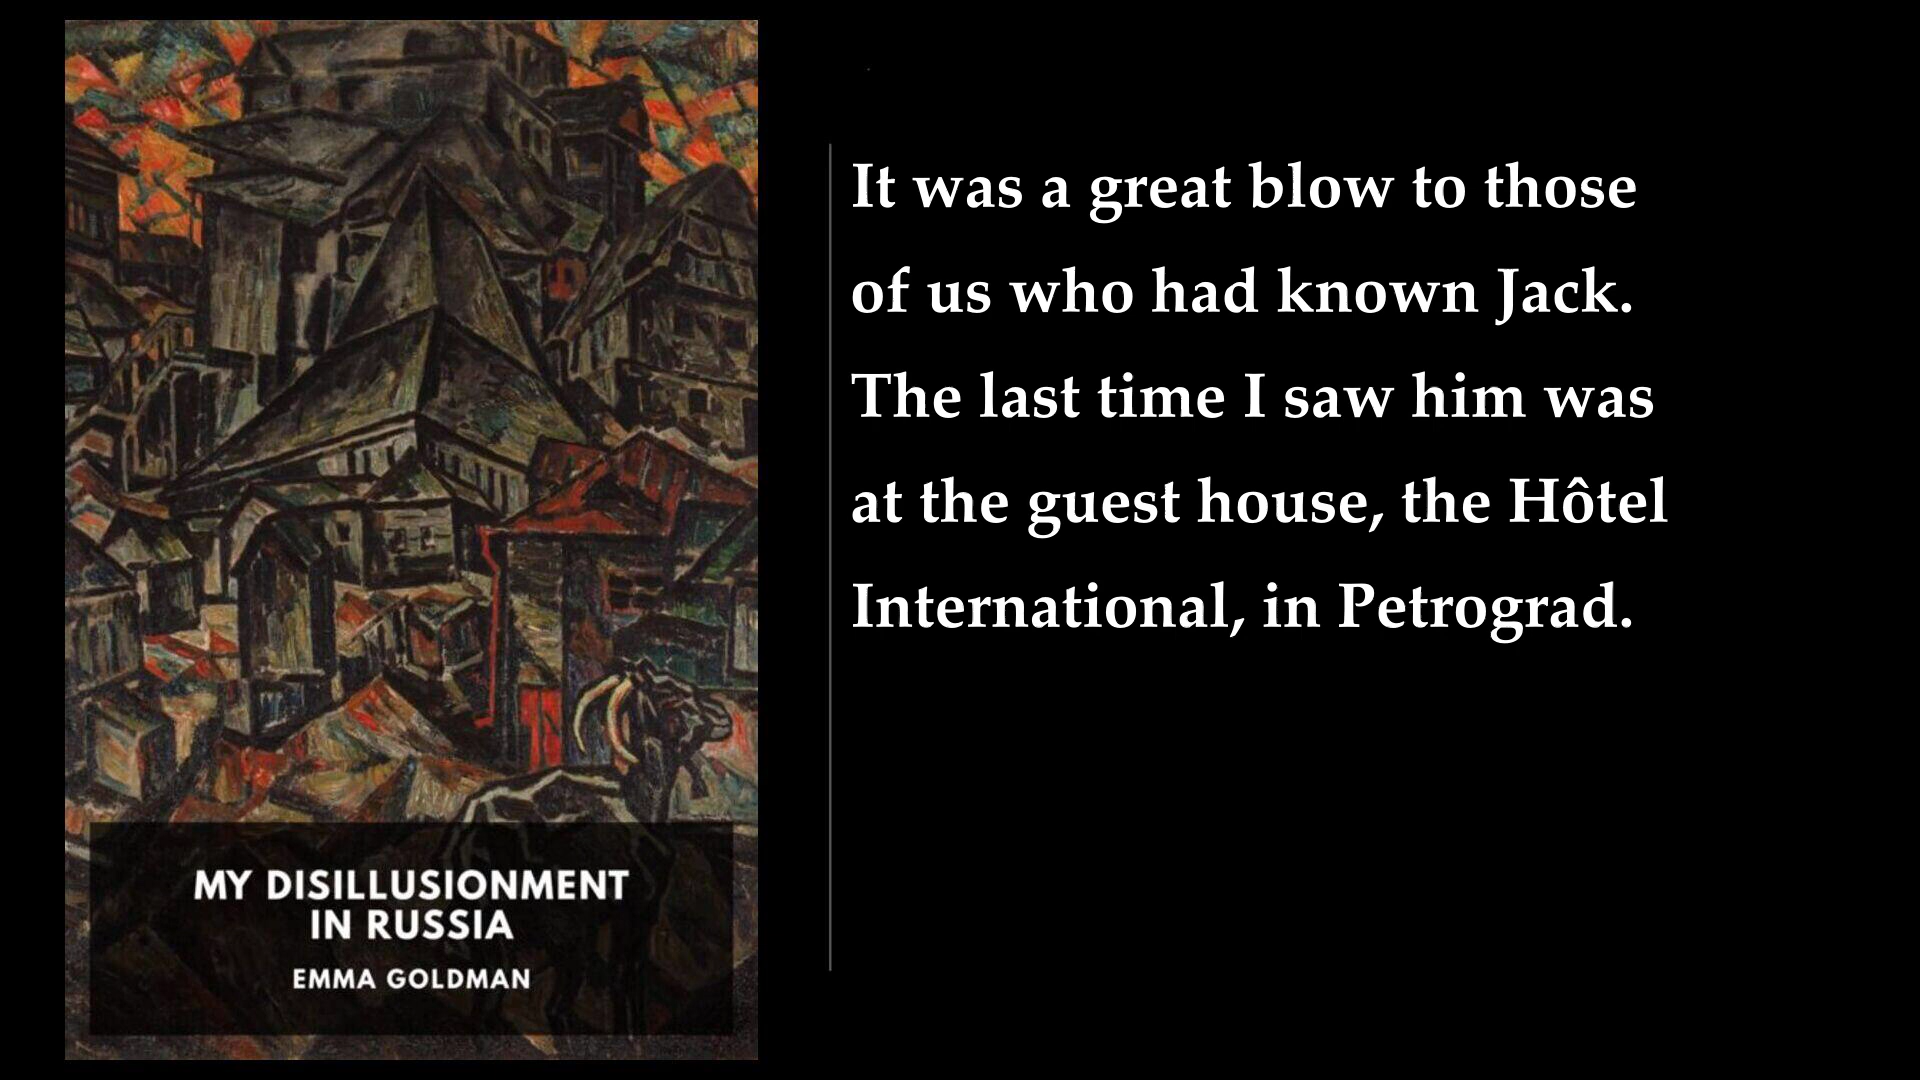 MY DISILLUSIONMENT
IN RUSSIA
EMMA GOLDMAN
It was a great blow to those
of us who had known Jack.
The last time I saw him was
at the guest house, the Hôtel
International, in Petrograd.